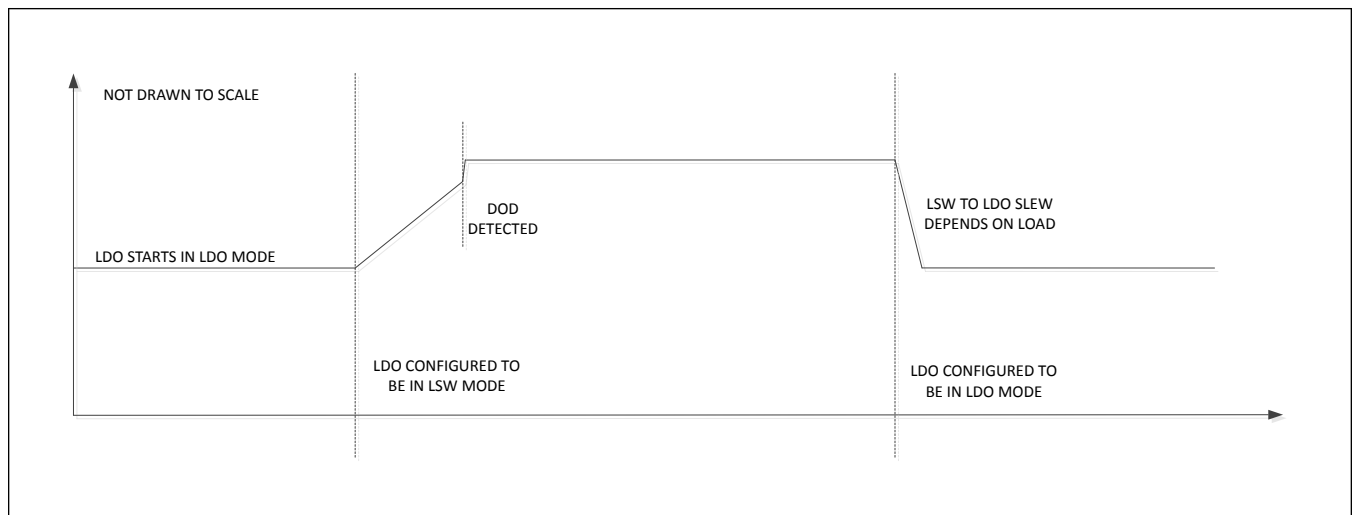 NOT DRAWN TO SCALE
DOD
DETECTED
LSW TO LDO SLEW
DEPENDS ON LOAD
LDO STARTS IN LDO MODE
LDO CONFIGURED TO
BE IN LSW MODE
LDO CONFIGURED TO
BE IN LDO MODE